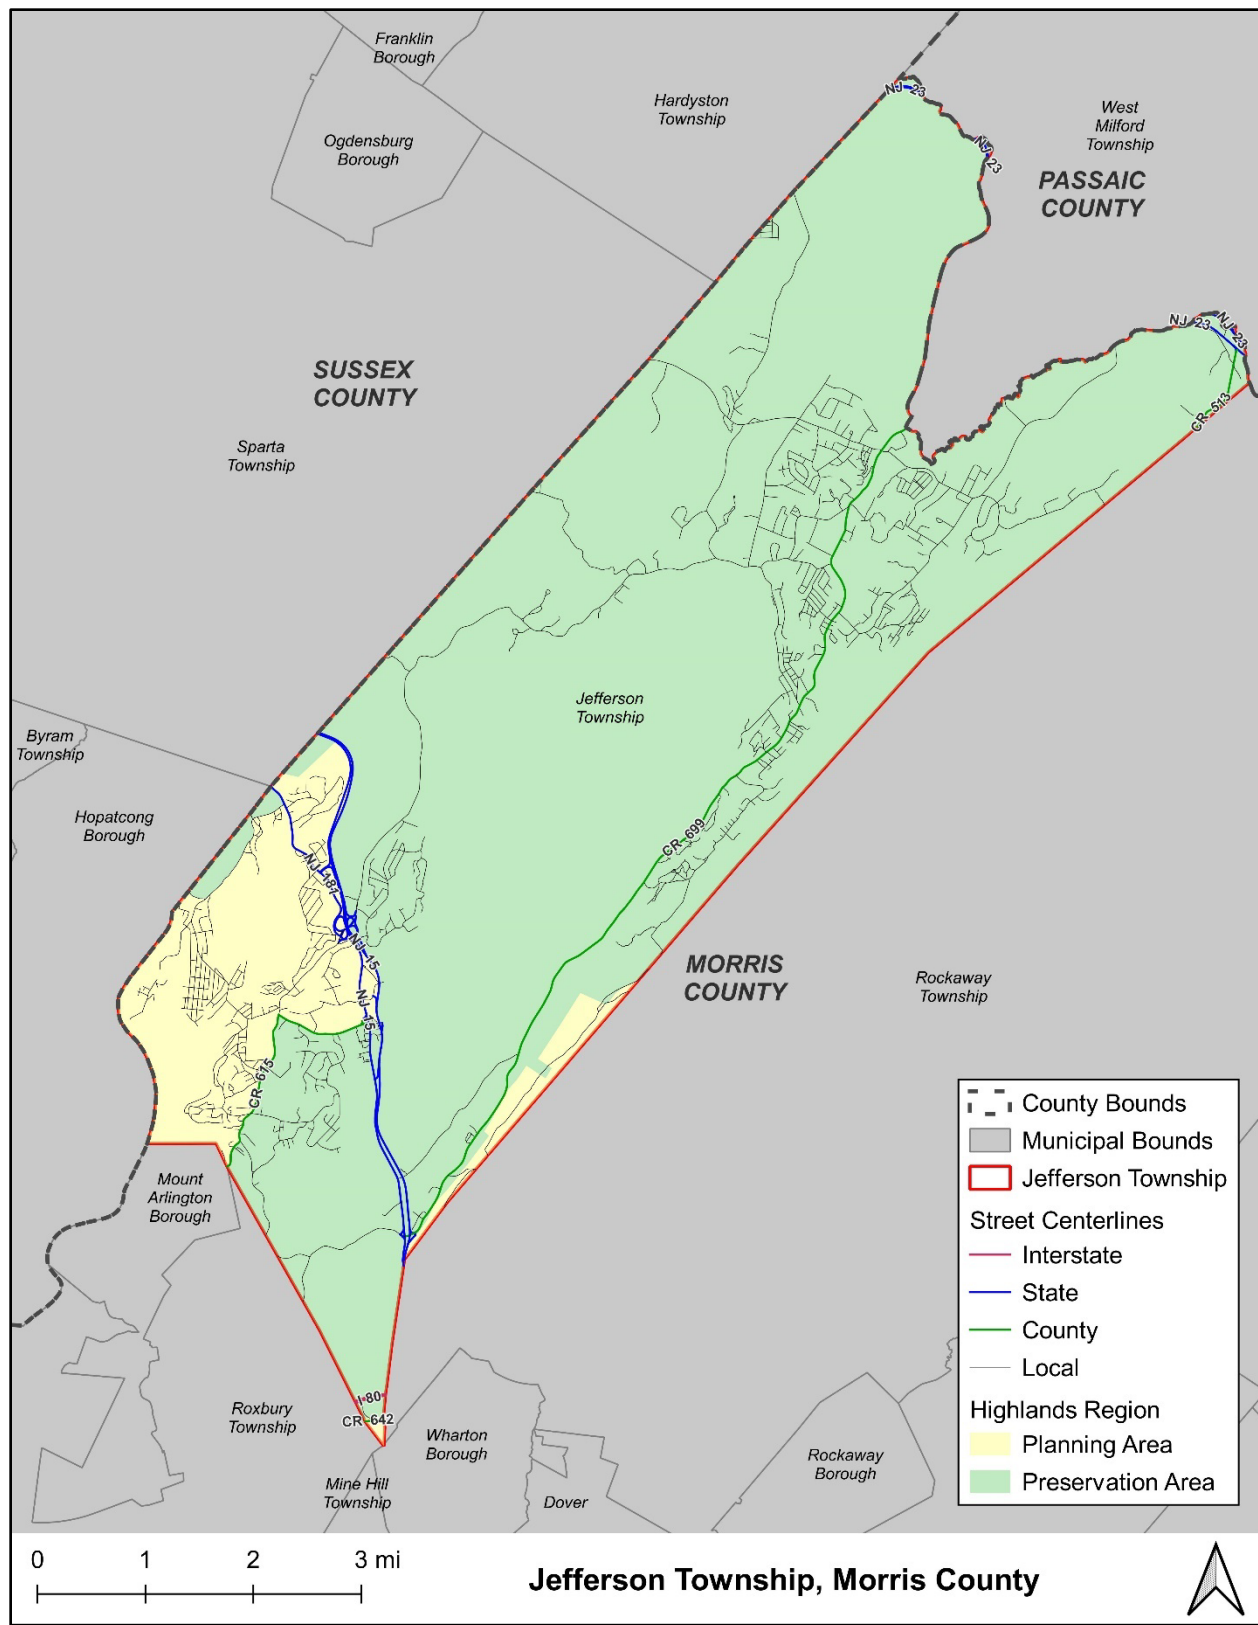 Franklin
Borough
Hardyston
Township
West
Milford
Township
Ogdensburg
Borough
NJ 23
NJ 23
PASSAIC
COUNTY
NJ 23
NJ 23
SUSSEX
COUNTY
CR 513
Sparta
Township
Jefferson
Township
Byram
Township
Hopatcong
Borough
CR 699
NJ 181
NJ 15
MORRIS
COUNTY
Rockaway
Township
NJ 15
CR 615
Mount
Arlington
Borough
I 80
CR 642
Roxbury
Township
Wharton
Borough
Rockaway
Borough
Mine Hill
Township
Dover
County Bounds
Municipal Bounds
Jefferson Township
Street Centerlines
Interstate
State
County
Local
Highlands Region
Planning Area
Preservation Area
0 1 2 3 mi
Jefferson Township, Morris County